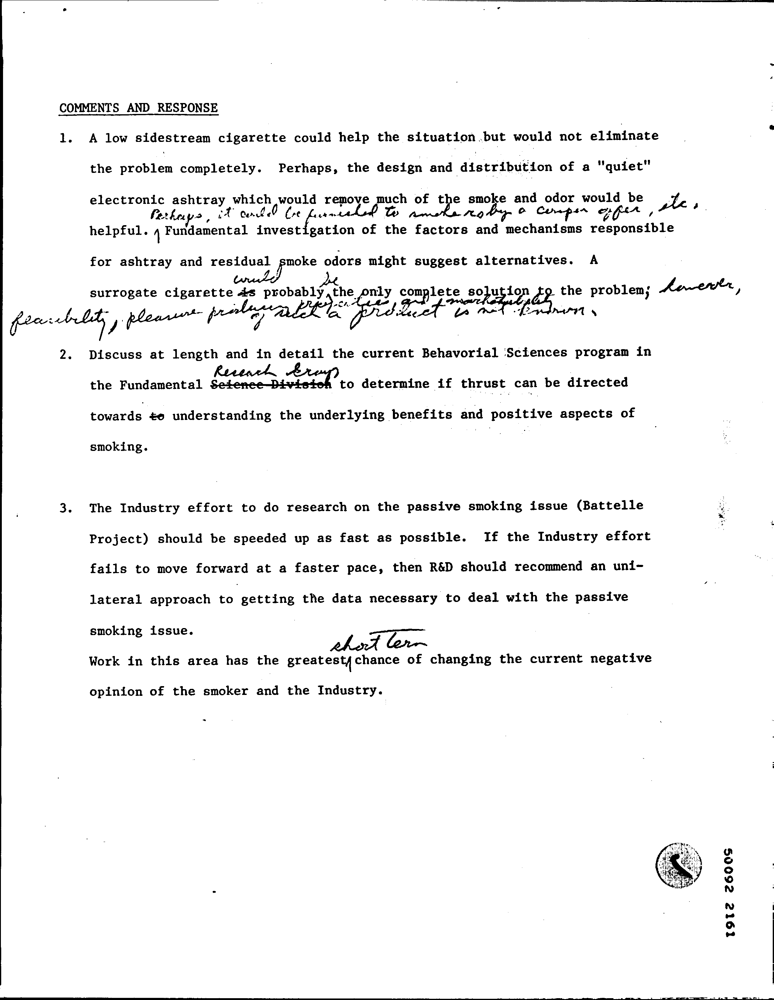 COMMENTS AND RESPONSE
1. A low sidestream cigarette could help the situation but would not eliminate
the problem completely. Perhaps, the design and distribution of a "quiet"
electronic ashtray which would remove much of the smoke and odor would be
Perhaps, it could be furnished to smokers by a coupon offer, etc,
helpful. Fundamental investigation of the factors and mechanisms responsible
for ashtray and residual smoke odors might suggest alternatives. A
would be
surrogate cigarette is probably the only complete solution to the problem; however,
feasibility, pleasure producing and marketability
of such a product is not known.
2. Discuss at length and in detail the current Behavorial Sciences program in
Research Group
the Fundamental Science Division to determine if thrust can be directed
towards to understanding the underlying benefits and positive aspects of
smoking.
3. The Industry effort to do research on the passive smoking issue (Battelle
Project) should be speeded up as fast as possible. If the Industry effort
fails to move forward at a faster pace, then R&D should recommend an uni-
lateral approach to getting the data necessary to deal with the passive
smoking issue.
short term
Work in this area has the greatest chance of changing the current negative
opinion of the smoker and the Industry.
50092 2161